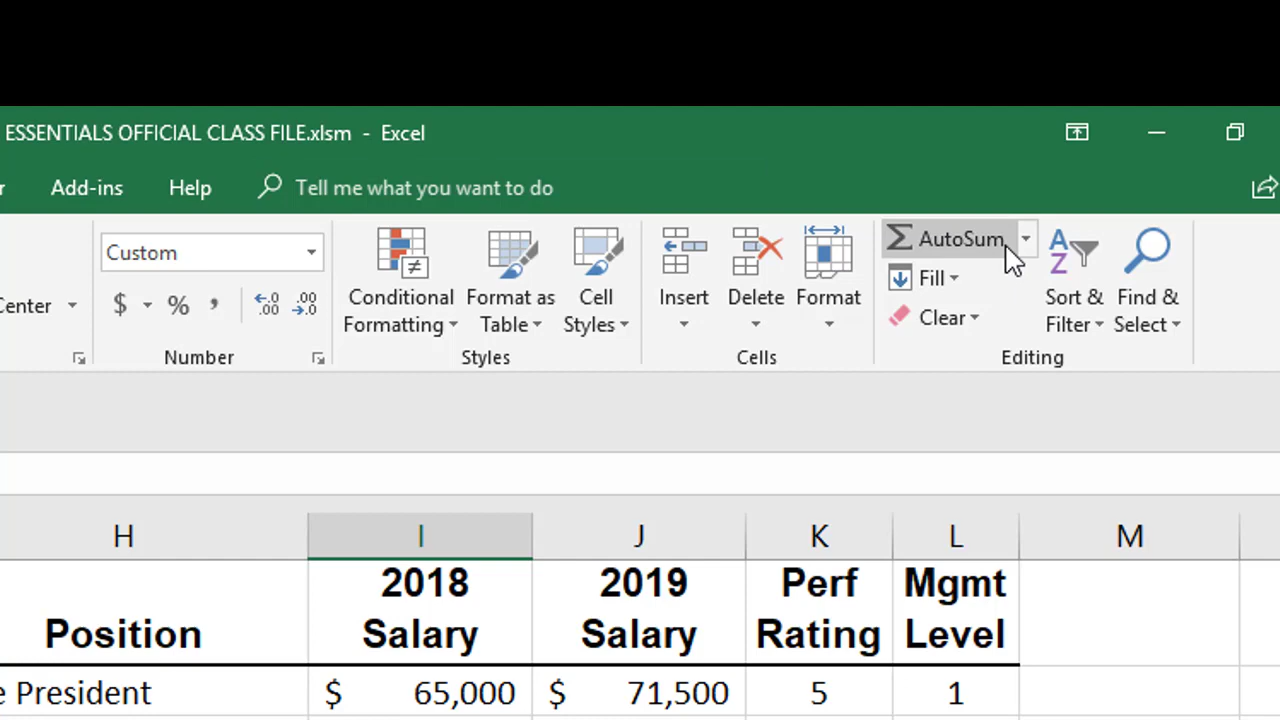 ESSENTIALS OFFICIAL CLASS FILE.xlsm - Excel
r Add-ins Help Tell me what you want to do
Custom
Center $ % , .00 .00
Conditional Formatting
Format as Table
Cell Styles
Insert
Delete
Format
AutoSum
Fill
Clear
Sort & Filter
Find & Select
Number Styles Cells Editing
H I J K L M
Position 2018 Salary 2019 Salary Perf Rating Mgmt Level
e President $ 65,000 $ 71,500 5 1